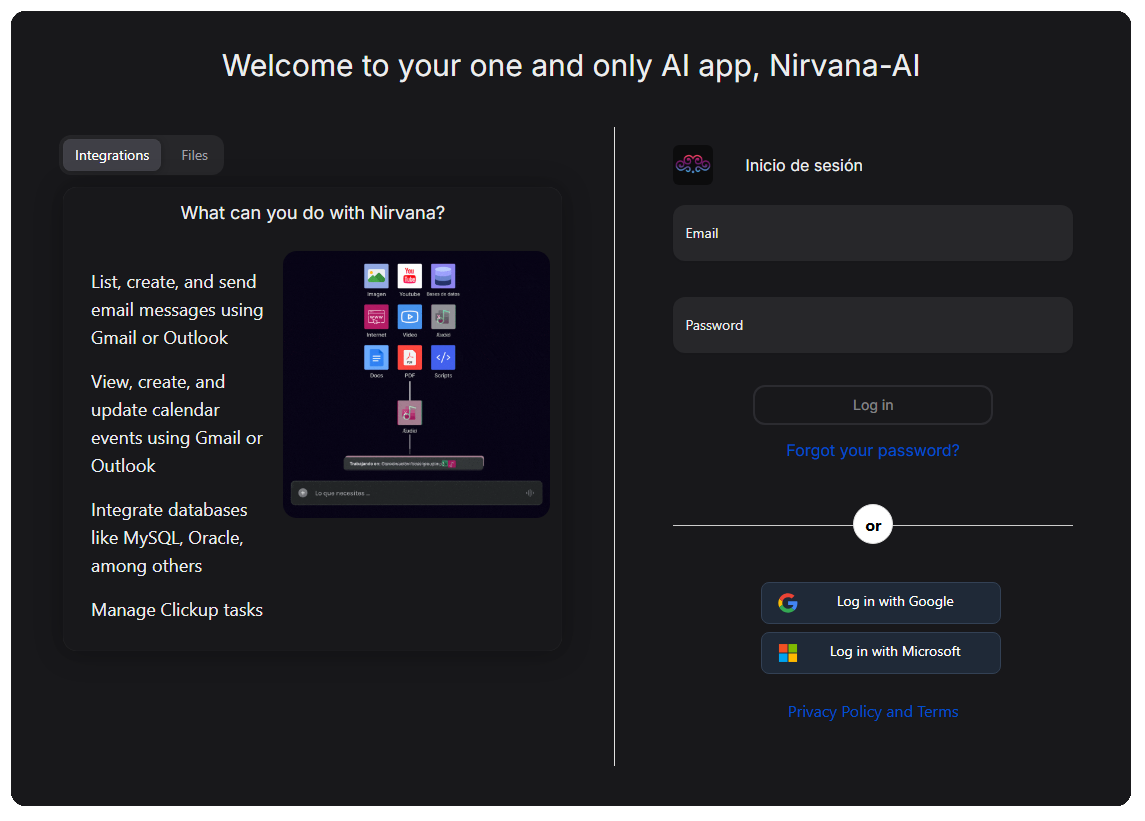 Welcome to your one and only AI app, Nirvana-AI
Integrations
Files
What can you do with Nirvana?
List, create, and send
email messages using
Gmail or Outlook
View, create, and
update calendar
events using Gmail or
Outlook
Integrate databases
like MySQL, Oracle,
among others
Manage Clickup tasks
Imagen
Youtube
Bases de datos
Internet
Video
Audio
Docs
PDF
Scripts
Audio
Trabajando en:
Lo que necesites ...
Inicio de sesión
Email
Password
Log in
Forgot your password?
or
Log in with Google
Log in with Microsoft
Privacy Policy and Terms